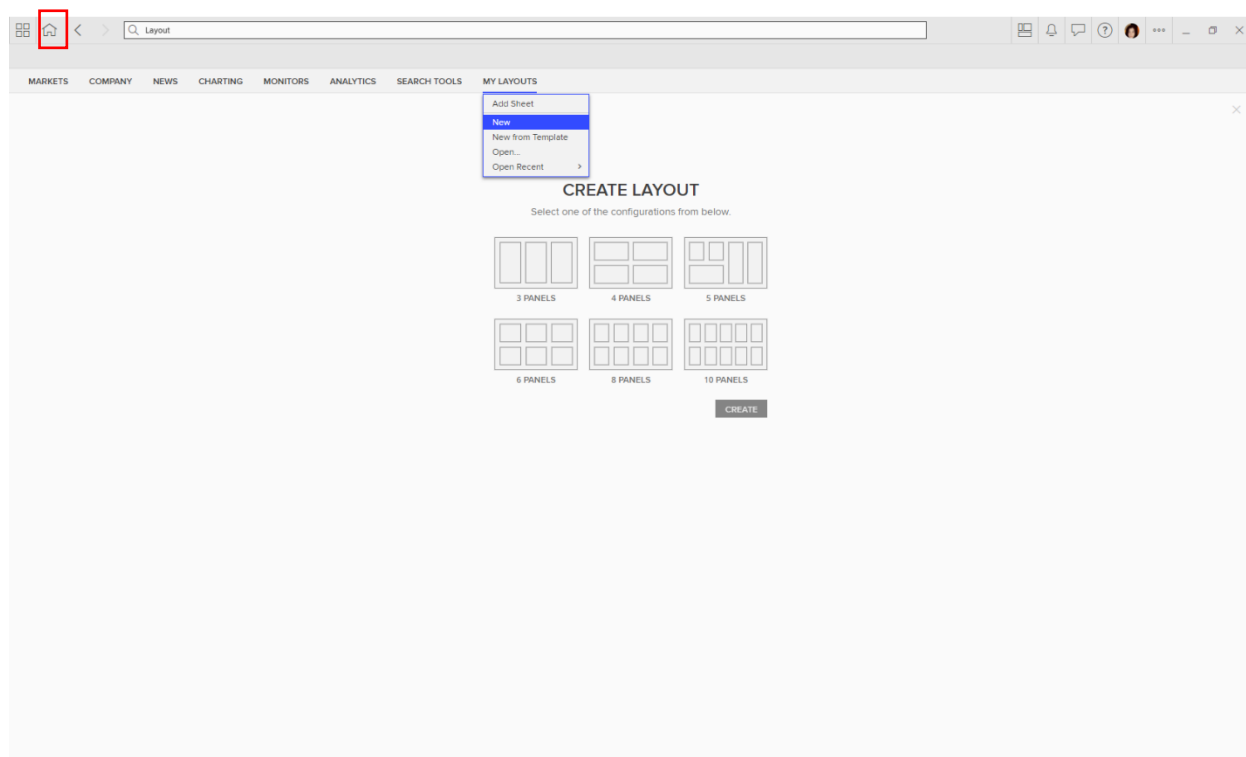 Layout
?
MARKETS COMPANY NEWS CHARTING MONITORS ANALYTICS SEARCH TOOLS MY LAYOUTS
Add Sheet
New
New from Template
Open...
Open Recent >
CREATE LAYOUT
Select one of the configurations from below.
3 PANELS 4 PANELS 5 PANELS
6 PANELS 8 PANELS 10 PANELS
CREATE